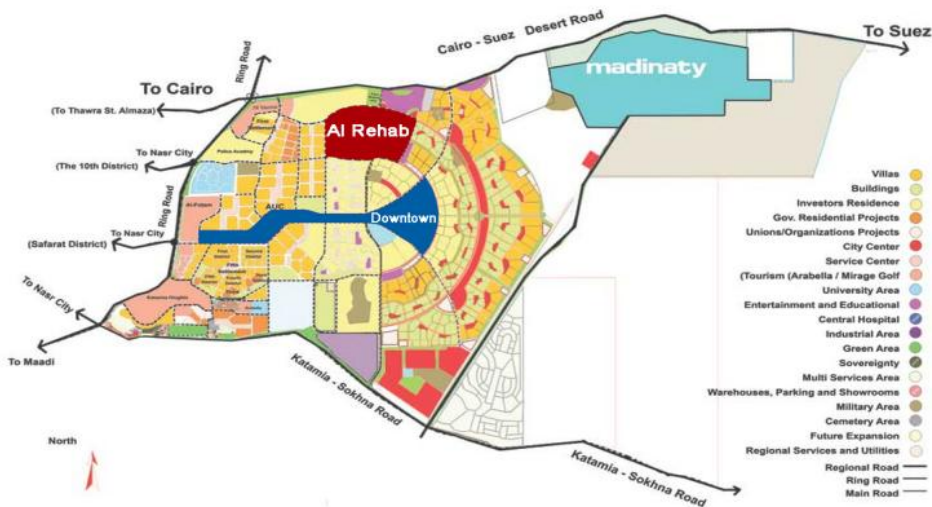 Cairo - Suez Desert Road
To Suez
Ring Road
To Cairo
(To Thawra St. Almaza)
madinaty
Al Rehab
Police Academy
To Nasr City
(The 10th District)
Ring Road
AUC
Downtown
To Nasr City
(Safarat District)
To Nasr City
Katamia Heights
To Maadi
Katamia - Sokhna Road
Katamia - Sokhna Road
North
Villas
Buildings
Investors Residence
Gov. Residential Projects
Unions/Organizations Projects
City Center
Service Center
(Tourism (Arabella / Mirage Golf
University Area
Entertainment and Educational
Central Hospital
Industrial Area
Green Area
Sovereignty
Multi Services Area
Warehouses, Parking and Showrooms
Military Area
Cemetery Area
Future Expansion
Regional Services and Utilities
Regional Road
Ring Road
Main Road